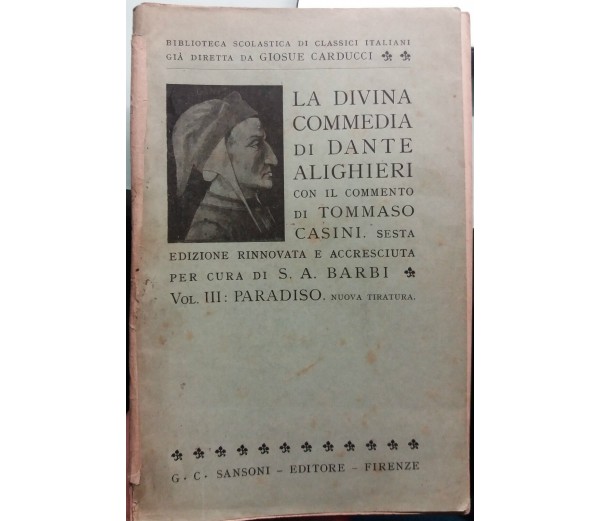 BIBLIOTECA SCOLASTICA DI CLASSICI ITALIANI
GIÀ DIRETTA DA GIOSUE CARDUCCI
LA DIVINA
COMMEDIA
DI DANTE
ALIGHIERI
CON IL COMMENTO
DI TOMMASO
CASINI. SESTA
EDIZIONE RINNOVATA E ACCRESCIUTA
PER CURA DI S. A. BARBI
VOL. III: PARADISO. NUOVA TIRATURA.
G. C. SANSONI - EDITORE - FIRENZE